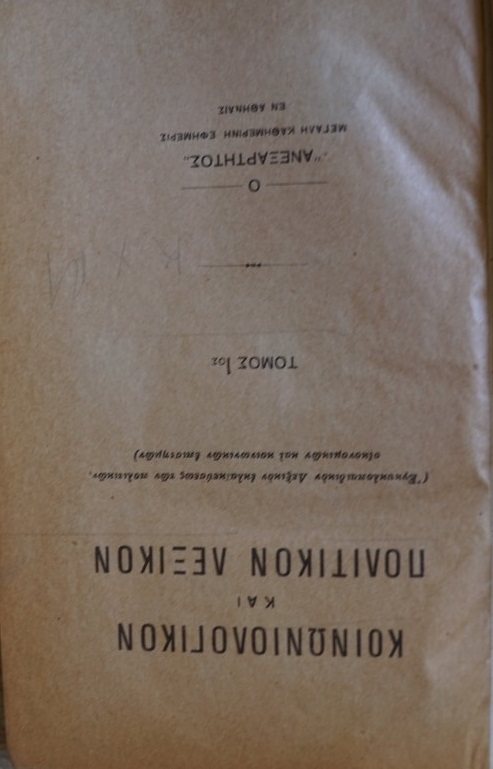 ΚΟΙΝΩΝΙΟΛΟΓΙΚΟΝ
ΚΑΙ
ΠΟΛΙΤΙΚΟΝ ΛΕΞΙΚΟΝ
(Ἐγκυκλοπαιδικὸν Λεξικὸν ἐκλαϊκεύσεως τῶν πολιτικῶν,
οἰκονομικῶν καὶ κοινωνικῶν ἐπιστημῶν)
ΤΟΜΟΣ 1ος
Ο
„ΑΝΕΞΑΡΤΗΤΟΣ„
ΜΕΓΑΛΗ ΚΑΘΗΜΕΡΙΝΗ ΕΦΗΜΕΡΙΣ
ΕΝ ΑΘΗΝΑΙΣ